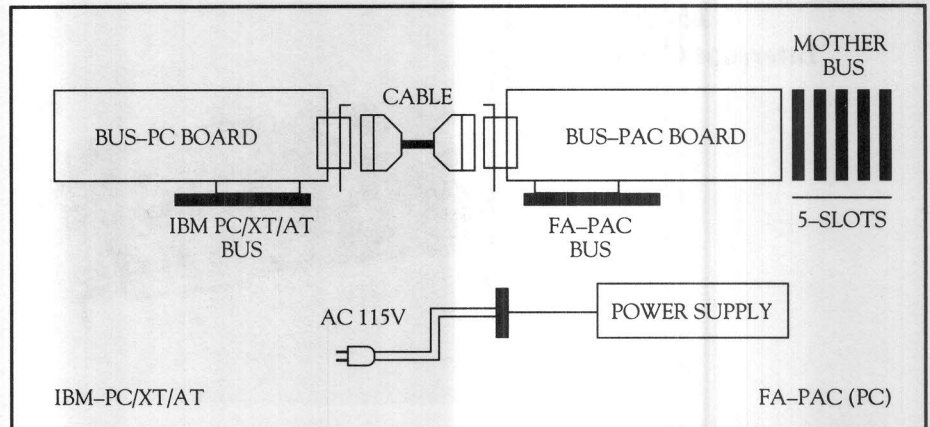 MOTHER
BUS
CABLE
BUS–PC BOARD
BUS–PAC BOARD
IBM PC/XT/AT
BUS
FA–PAC
BUS
5–SLOTS
AC 115V
POWER SUPPLY
IBM–PC/XT/AT
FA–PAC (PC)